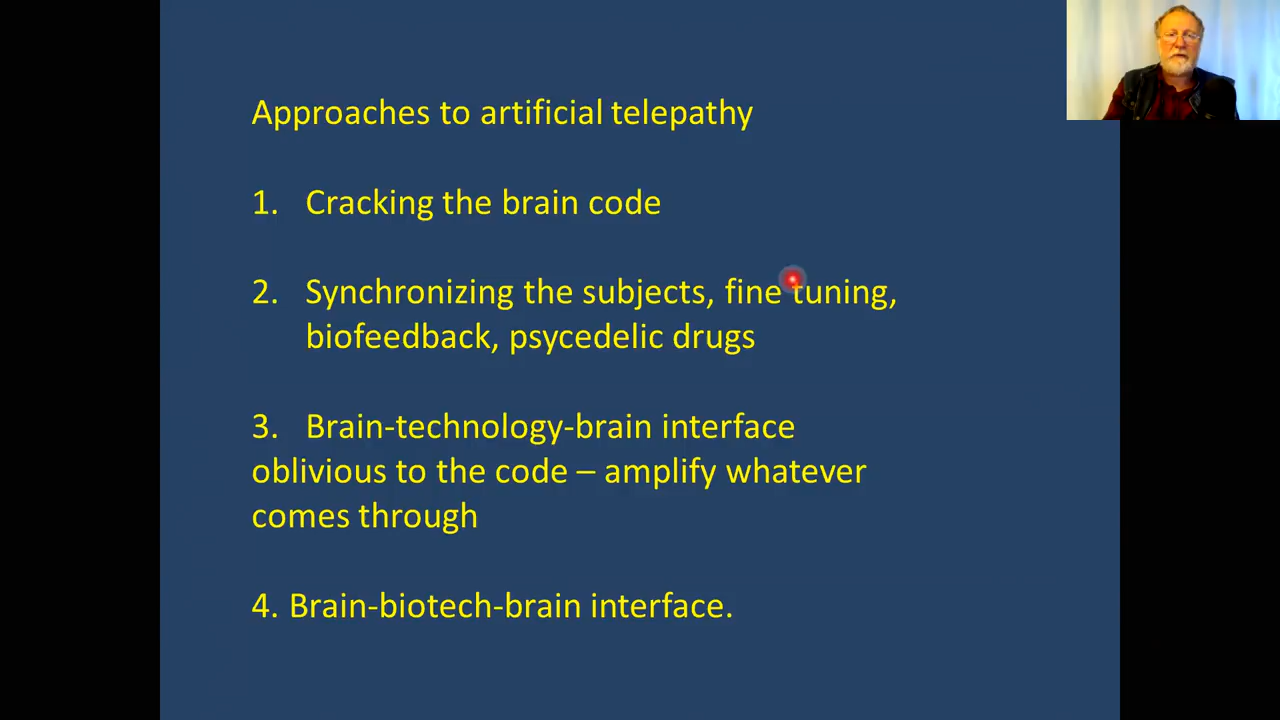 Approaches to artificial telepathy
1. Cracking the brain code
2. Synchronizing the subjects, fine tuning,
biofeedback, psycedelic drugs
3. Brain-technology-brain interface
oblivious to the code – amplify whatever
comes through
4. Brain-biotech-brain interface.